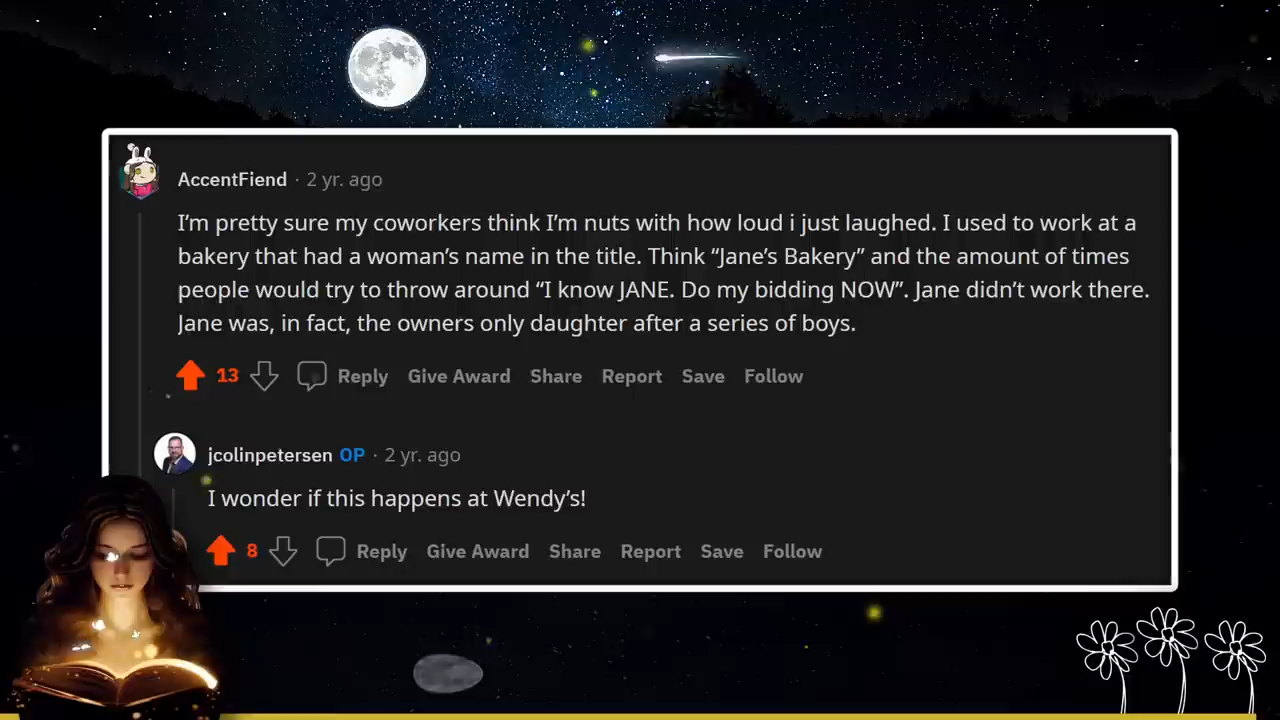 AccentFiend · 2 yr. ago
I’m pretty sure my coworkers think I’m nuts with how loud i just laughed. I used to work at a
bakery that had a woman’s name in the title. Think “Jane’s Bakery” and the amount of times
people would try to throw around “I know JANE. Do my bidding NOW”. Jane didn’t work there.
Jane was, in fact, the owners only daughter after a series of boys.
13 Reply Give Award Share Report Save Follow
jcolinpetersen OP · 2 yr. ago
I wonder if this happens at Wendy’s!
8 Reply Give Award Share Report Save Follow